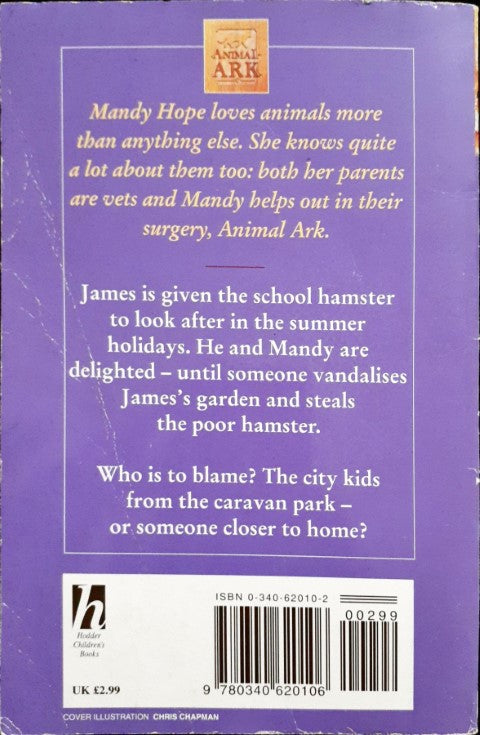 ANIMAL
ARK
Mandy Hope loves animals more
than anything else. She knows quite
a lot about them too: both her parents
are vets and Mandy helps out in their
surgery, Animal Ark.
James is given the school hamster
to look after in the summer
holidays. He and Mandy are
delighted – until someone vandalises
James's garden and steals
the poor hamster.
Who is to blame? The city kids
from the caravan park –
or someone closer to home?
h
Hodder
Children's
Books
UK £2.99
ISBN 0-340-62010-2
00299
9 780340 620106
COVER ILLUSTRATION CHRIS CHAPMAN